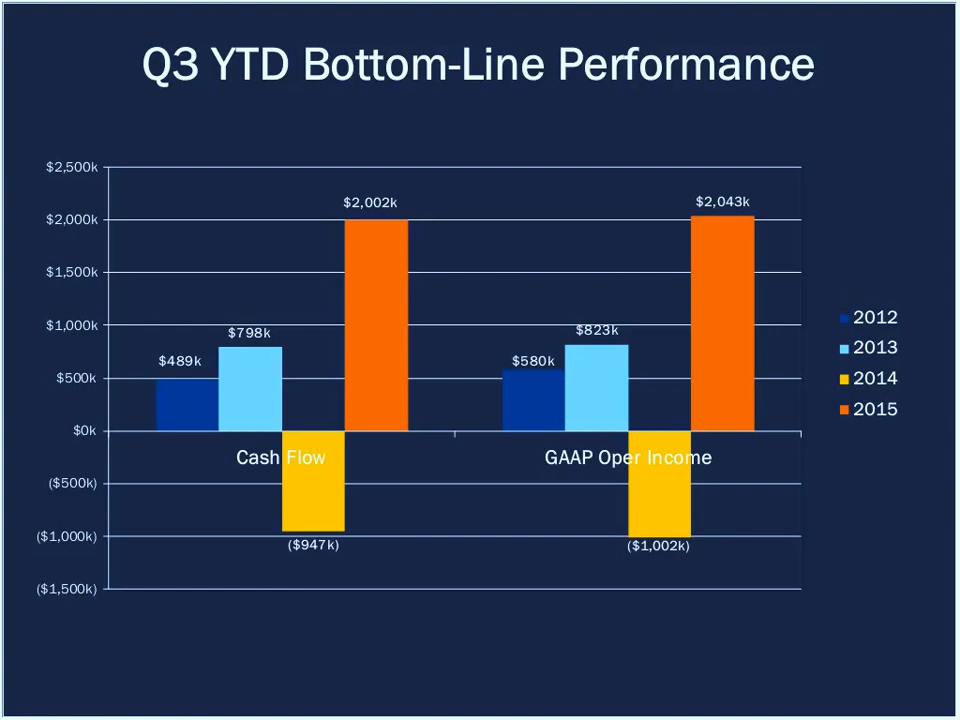 Q3 YTD Bottom-Line Performance
$2,500k
$2,000k
$1,500k
$1,000k
$500k
$0k
($500k)
($1,000k)
($1,500k)
$489k
$798k
($947k)
$2,002k
$580k
$823k
($1,002k)
$2,043k
Cash Flow
GAAP Oper Income
2012
2013
2014
2015